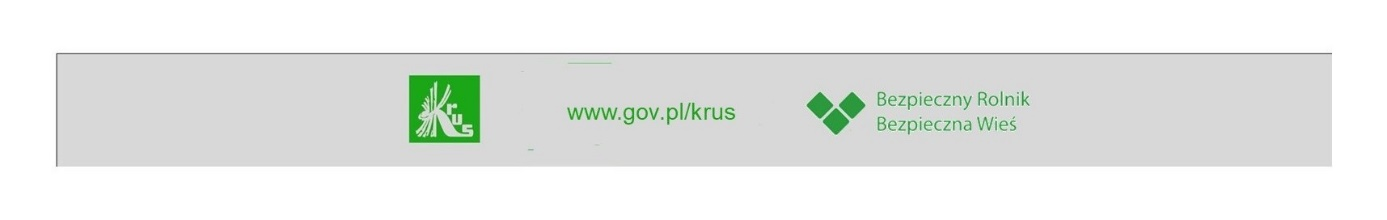 Krus
www.gov.pl/krus
Bezpieczny Rolnik
Bezpieczna Wieś